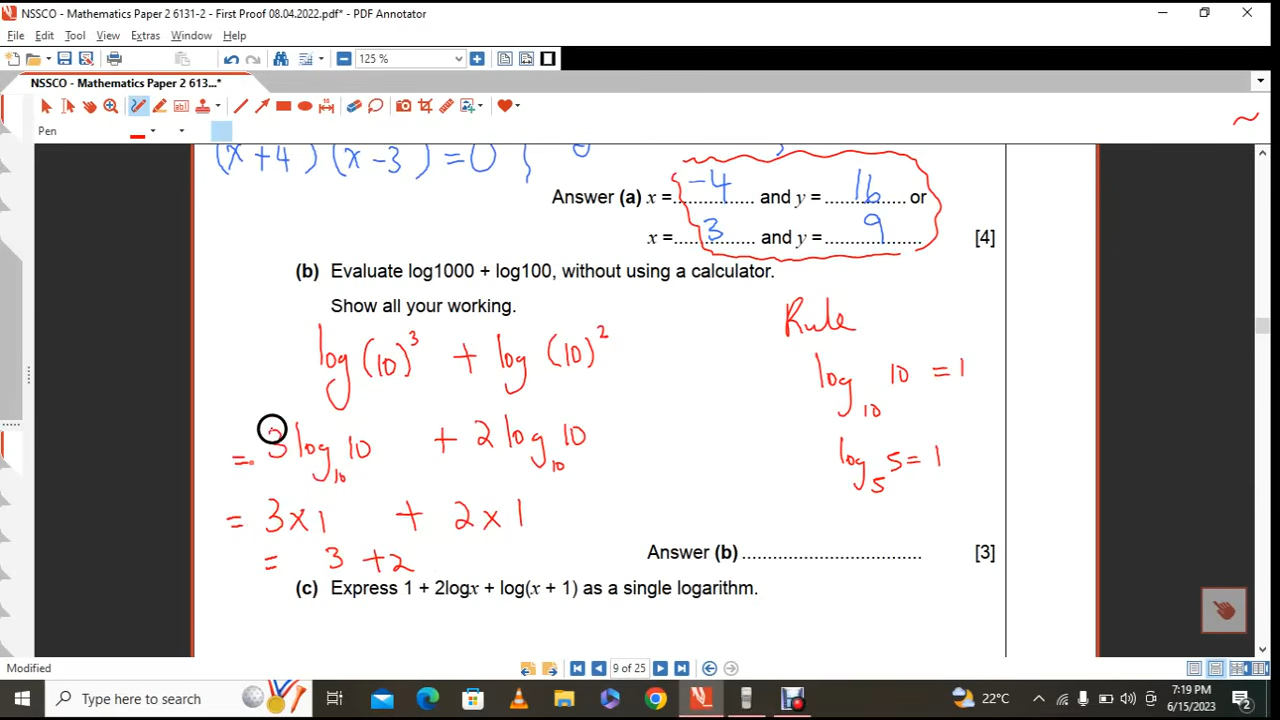 NSSCO - Mathematics Paper 2 6131-2 - First Proof 08.04.2022.pdf* - PDF Annotator
File Edit Tool View Extras Window Help
125 %
NSSCO - Mathematics Paper 2 613...*
Pen
(x + 4) (x - 3) = 0
Answer (a) x = -4 and y = 16 or
x = 3 and y = 9 [4]
(b) Evaluate log1000 + log100, without using a calculator.
Show all your working.
Rule
log (10)³ + log (10)²
log₁₀ 10 = 1
= 3 log₁₀ 10 + 2 log₁₀ 10
log₅ 5 = 1
= 3 x 1 + 2 x 1
= 3 + 2
Answer (b) ........................................ [3]
(c) Express 1 + 2logx + log(x + 1) as a single logarithm.
Modified 9 of 25
Type here to search 22°C 7:19 PM
6/15/2023 2